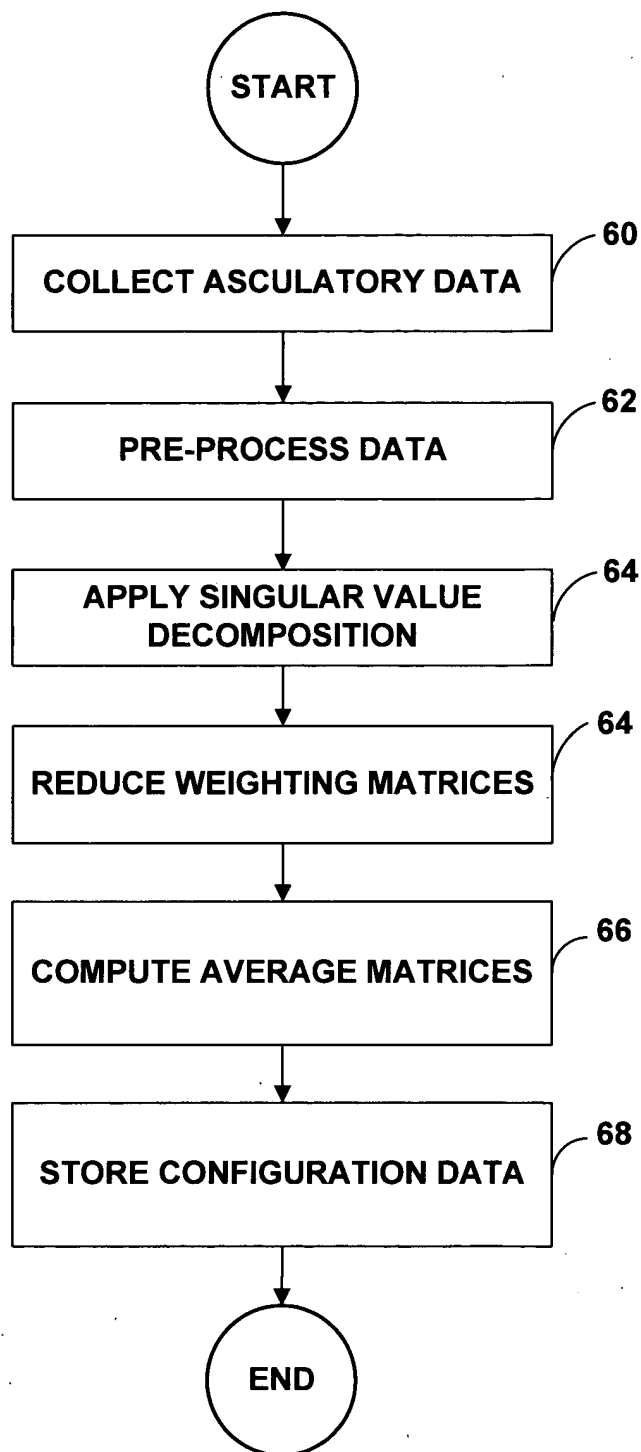 START
60
COLLECT ASCULATORY DATA
62
PRE-PROCESS DATA
64
APPLY SINGULAR VALUE
DECOMPOSITION
64
REDUCE WEIGHTING MATRICES
66
COMPUTE AVERAGE MATRICES
68
STORE CONFIGURATION DATA
END